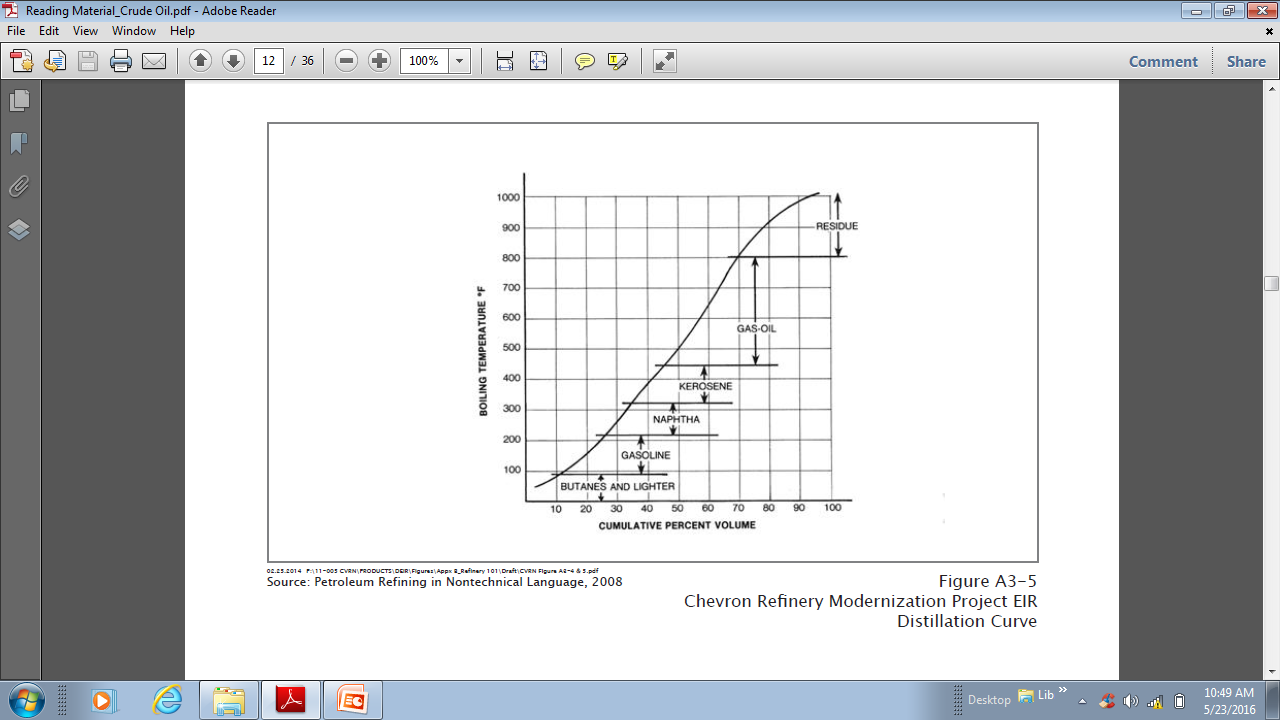 Reading Material_Crude Oil.pdf - Adobe Reader
File Edit View Window Help
12 / 36 100% Comment Share
1000
900
800
700
600
500
400
300
200
100
BOILING TEMPERATURE °F
RESIDUE
GAS-OIL
KEROSENE
NAPHTHA
GASOLINE
BUTANES AND LIGHTER
10 20 30 40 50 60 70 80 90 100
CUMULATIVE PERCENT VOLUME
Source: Petroleum Refining in Nontechnical Language, 2008
Figure A3-5
Chevron Refinery Modernization Project EIR
Distillation Curve
Desktop Lib »
10:49 AM
5/23/2016